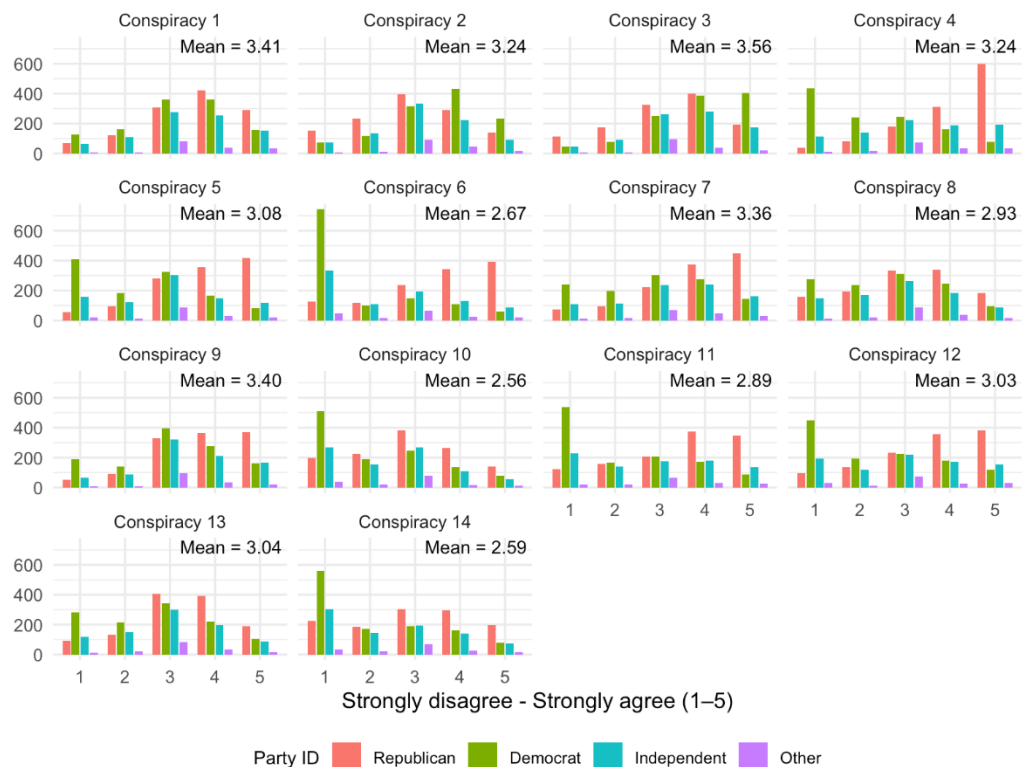 Conspiracy 1
Conspiracy 2
Conspiracy 3
Conspiracy 4
Mean = 3.41
Mean = 3.24
Mean = 3.56
Mean = 3.24
600
400
200
0
Conspiracy 5
Conspiracy 6
Conspiracy 7
Conspiracy 8
Mean = 3.08
Mean = 2.67
Mean = 3.36
Mean = 2.93
600
400
200
0
Conspiracy 9
Conspiracy 10
Conspiracy 11
Conspiracy 12
Mean = 3.40
Mean = 2.56
Mean = 2.89
Mean = 3.03
600
400
200
0
1 2 3 4 5
1 2 3 4 5
Conspiracy 13
Conspiracy 14
Mean = 3.04
Mean = 2.59
600
400
200
0
1 2 3 4 5
1 2 3 4 5
Strongly disagree - Strongly agree (1–5)
Party ID Republican Democrat Independent Other